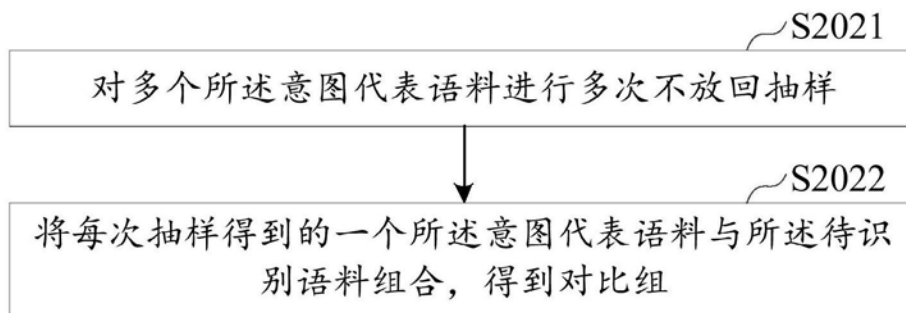 S2021
对多个所述意图代表语料进行多次不放回抽样
S2022
将每次抽样得到的一个所述意图代表语料与所述待识
别语料组合，得到对比组